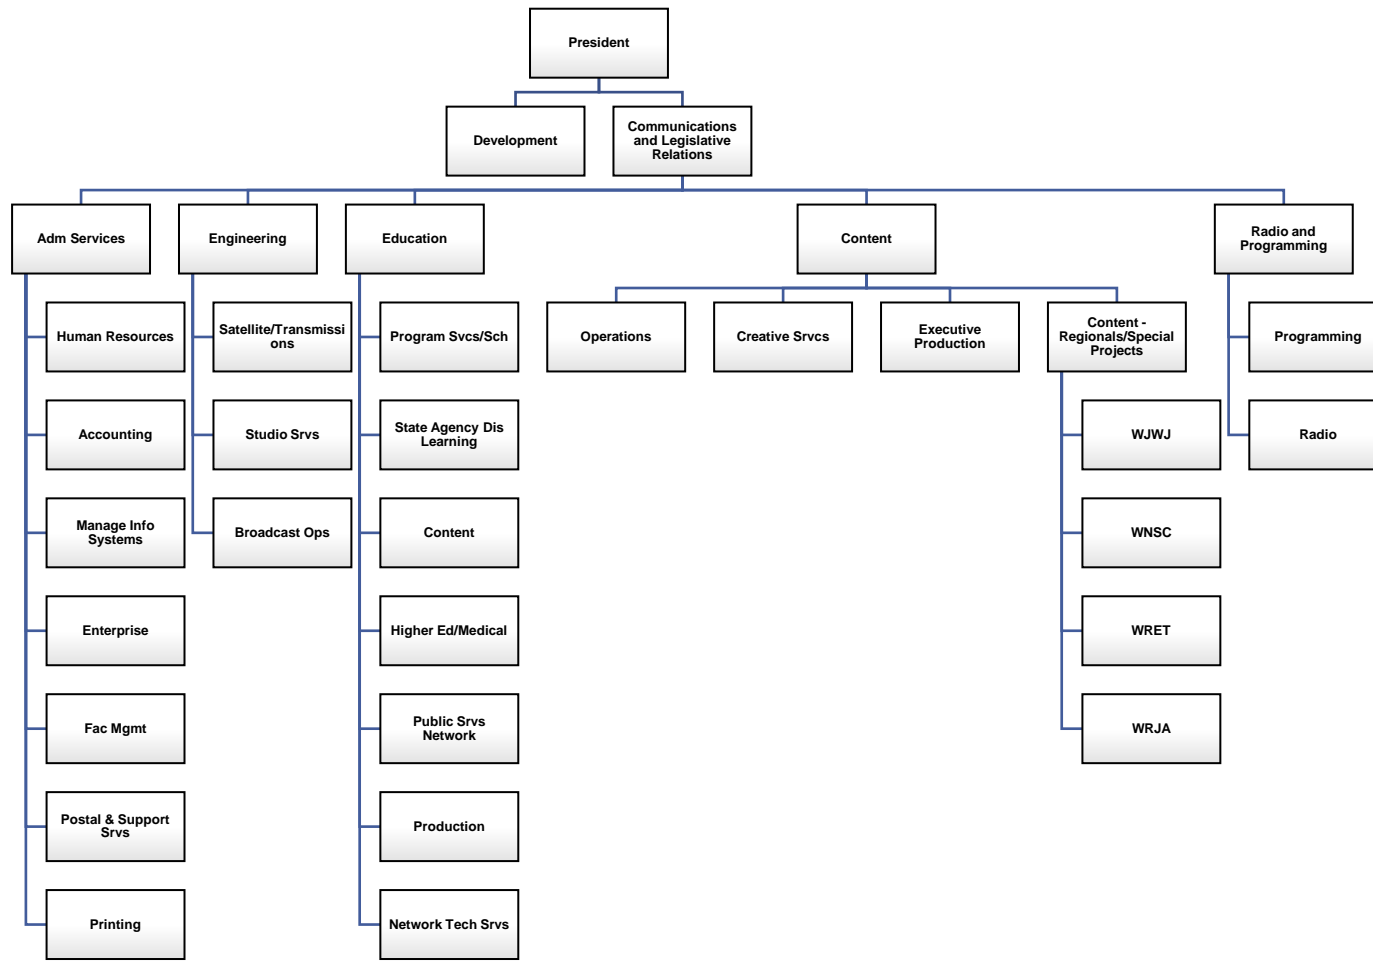 President
Development
Communications
and Legislative
Relations
Adm Services
Engineering
Education
Content
Radio and
Programming
Human Resources
Accounting
Manage Info
Systems
Enterprise
Fac Mgmt
Postal & Support
Srvs
Printing
Satellite/Transmissi
ons
Studio Srvs
Broadcast Ops
Program Svcs/Sch
State Agency Dis
Learning
Content
Higher Ed/Medical
Public Srvs
Network
Production
Network Tech Srvs
Operations
Creative Srvcs
Executive
Production
Content -
Regionals/Special
Projects
WJWJ
WNSC
WRET
WRJA
Programming
Radio